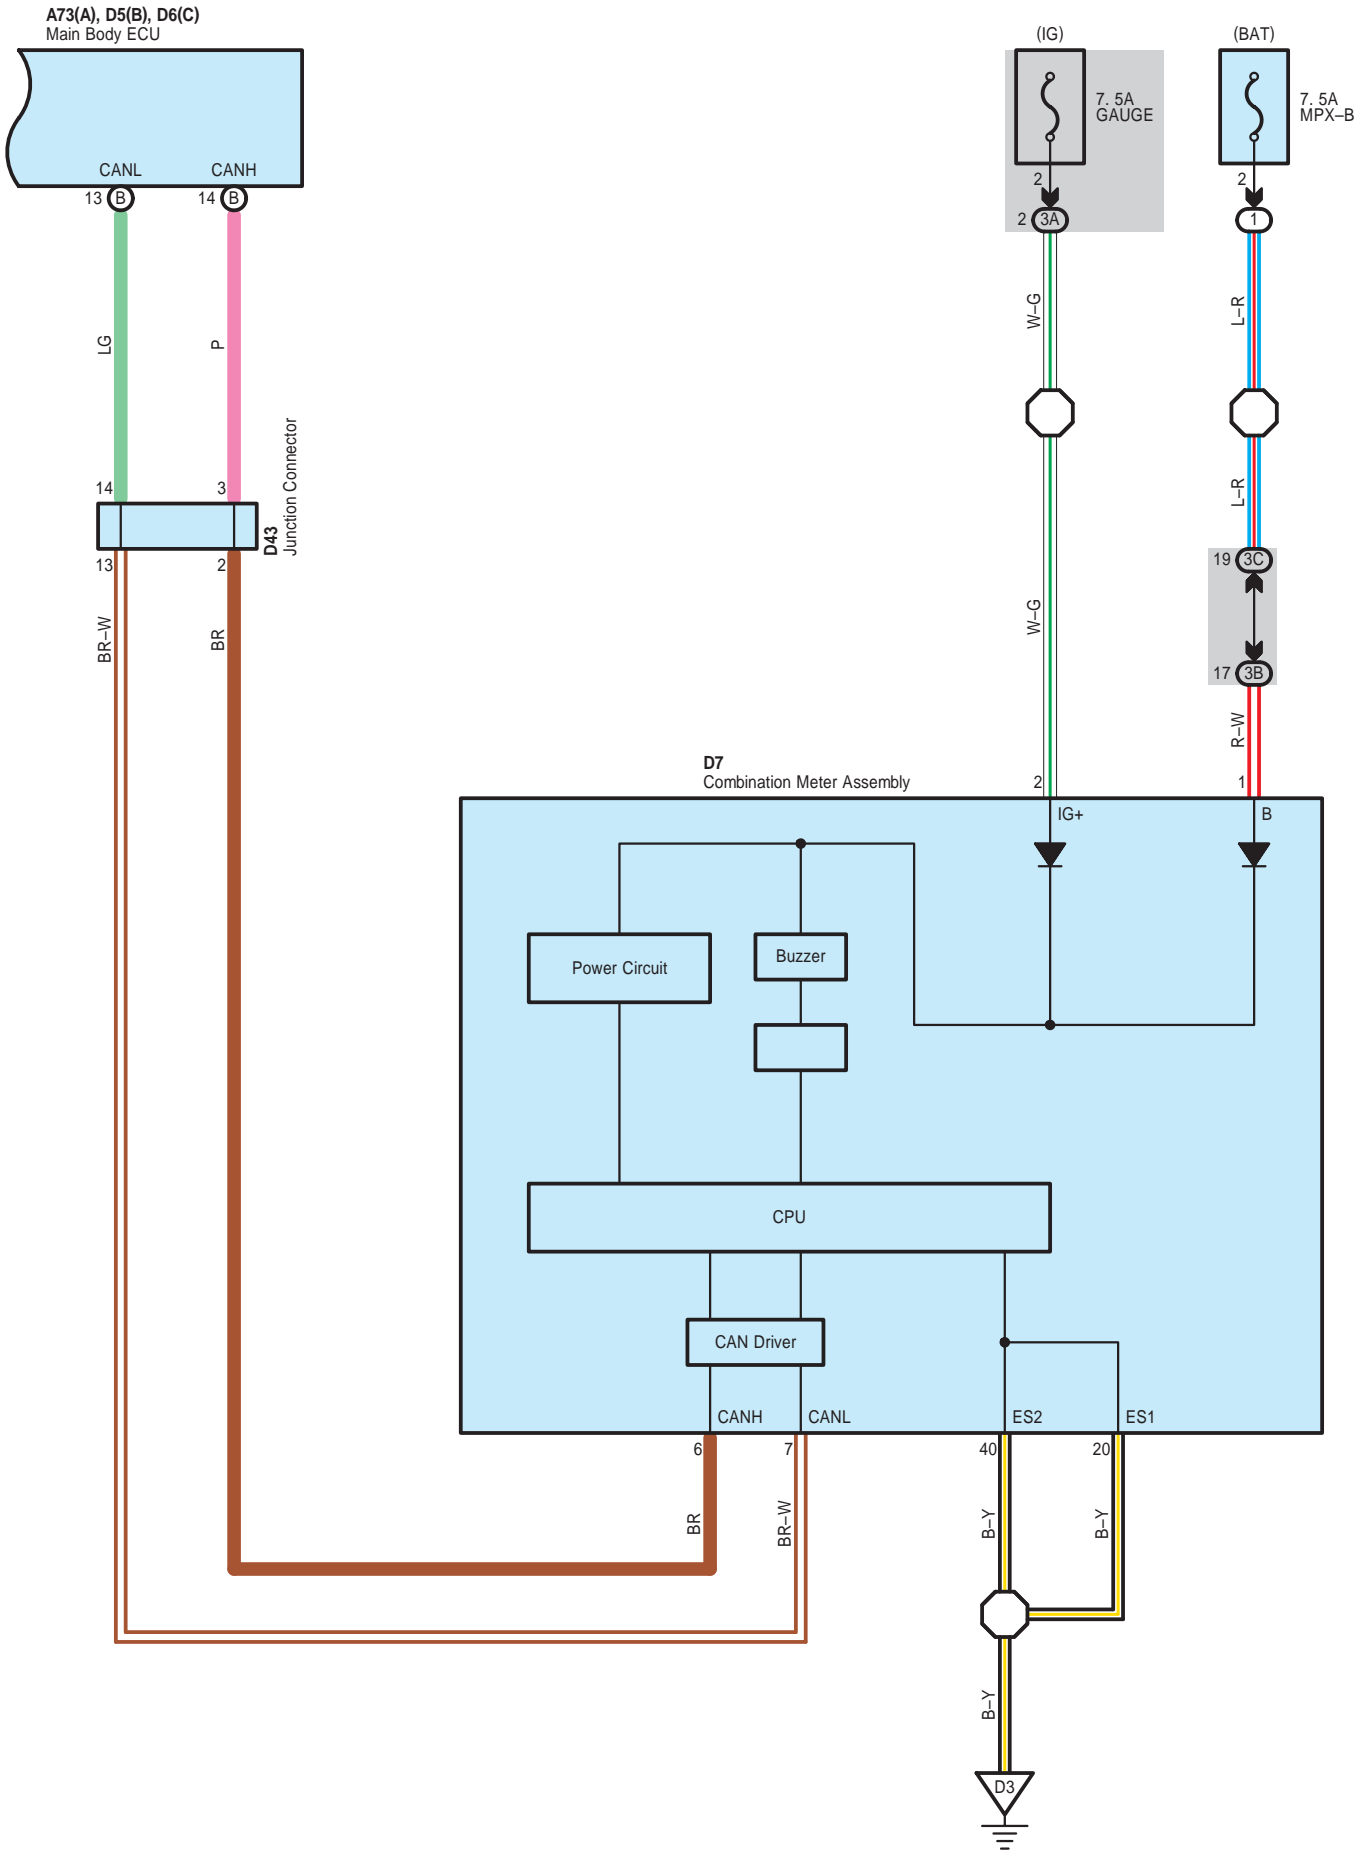 A73(A), D5(B), D6(C)
Main Body ECU
(IG)
(BAT)
7. 5A
GAUGE
7. 5A
MPX–B
CANL
CANH
13
B
14
B
2
2
2
3A
1
W–G
L–R
LG
P
14
3
D43
Junction Connector
L–R
13
2
19
3C
BR–W
BR
W–G
17
3B
R–W
D7
Combination Meter Assembly
2
1
IG+
B
Power Circuit
Buzzer
CPU
CAN Driver
CANH
CANL
ES2
ES1
6
7
40
20
BR
BR–W
B–Y
B–Y
B–Y
D3